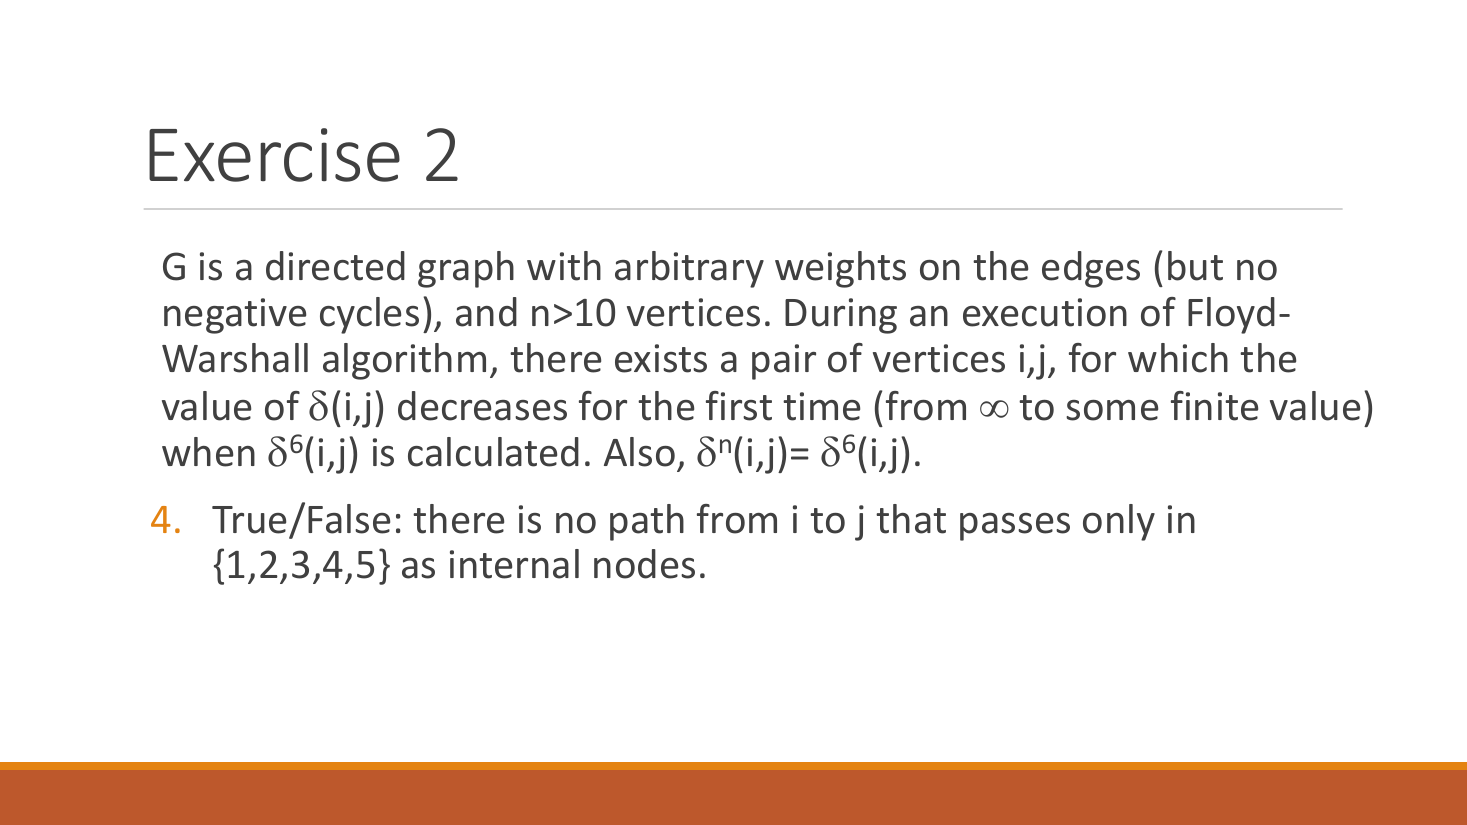 Exercise 2
G is a directed graph with arbitrary weights on the edges (but no
negative cycles), and n>10 vertices. During an execution of Floyd-
Warshall algorithm, there exists a pair of vertices i,j, for which the
value of δ(i,j) decreases for the first time (from ∞ to some finite value)
when δ⁶(i,j) is calculated. Also, δⁿ(i,j)= δ⁶(i,j).
4. True/False: there is no path from i to j that passes only in
{1,2,3,4,5} as internal nodes.